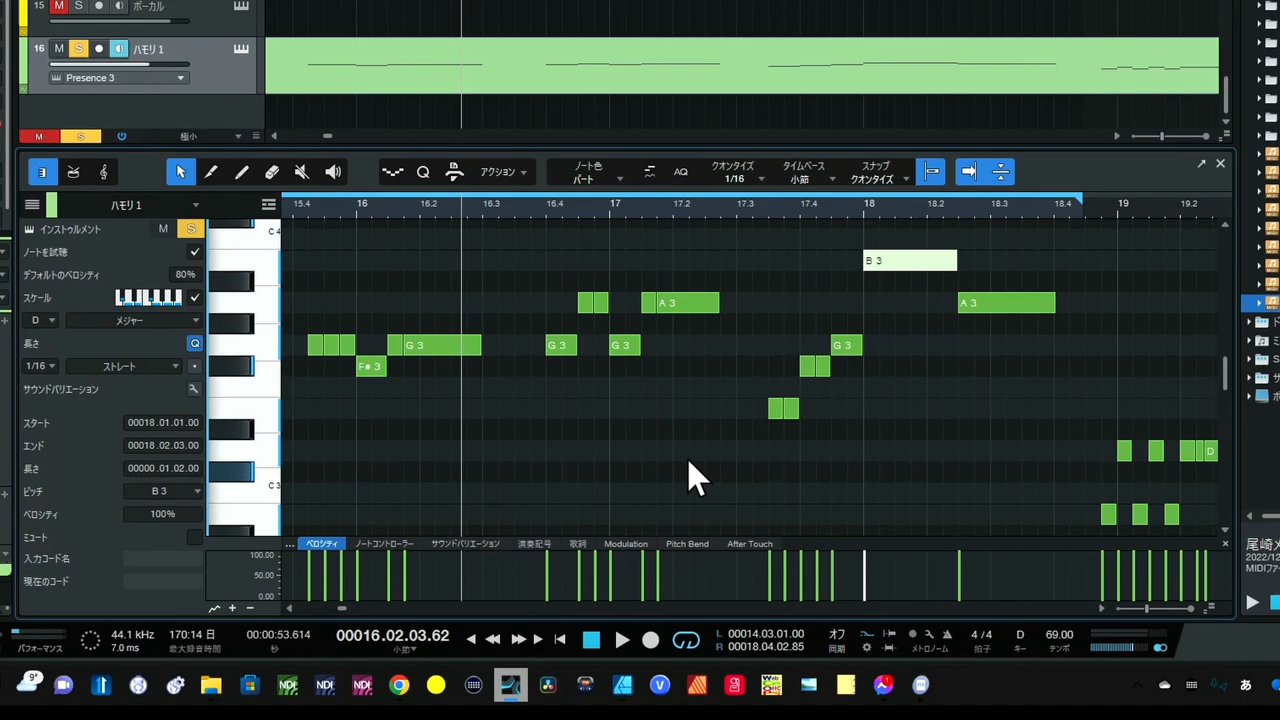 15 M S ボーカル
16 M S ハモリ 1
Presence 3
M S 極小
アクション ノート色 パート AQ クオンタイズ 1/16 タイムベース 小節 スナップ クオンタイズ
Q
ハモリ 1
15.4 16 16.2 16.3 16.4 17 17.2 17.3 17.4 18 18.2 18.3 18.4 19 19.2
インストゥルメント M S
ノートを試聴
デフォルトのベロシティ 80%
スケール
D メジャー
長さ Q
1/16 ストレート
サウンドバリエーション
スタート 00018.01.01.00
エンド 00018.02.03.00
長さ 00000.01.02.00
ピッチ B 3
ベロシティ 100%
ミュート
入力コード名
現在のコード
C 4
C 3
B 3
A 3 A 3
G 3 G 3 G 3 G 3
F# 3
D
... ベロシティ ノートコントローラー サウンドバリエーション 演奏記号 歌詞 Modulation Pitch Bend After Touch
100.00
50.00
0.00
尾崎メ
2022/12
MIDIファ
パフォーマンス
44.1 kHz
7.0 ms
170:14 日
最大録音時間
00:00:53.614
秒
00016.02.03.62
小節
L 00014.03.01.00
R 00018.04.02.85
オフ
同期
メトロノーム
4 / 4
拍子
D
キー
69.00
テンポ
9°
あ